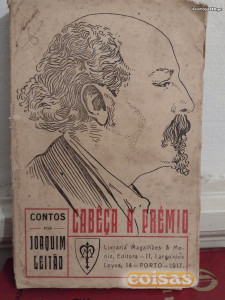 CONTOS
POR
JOAQUIM
LEITÃO
CABEÇA A PRÉMIO
Livraria Magalhães & Mo-
niz, Editora — 11, Largo dos
Loyos, 14 — PORTO — 1917.
coisas